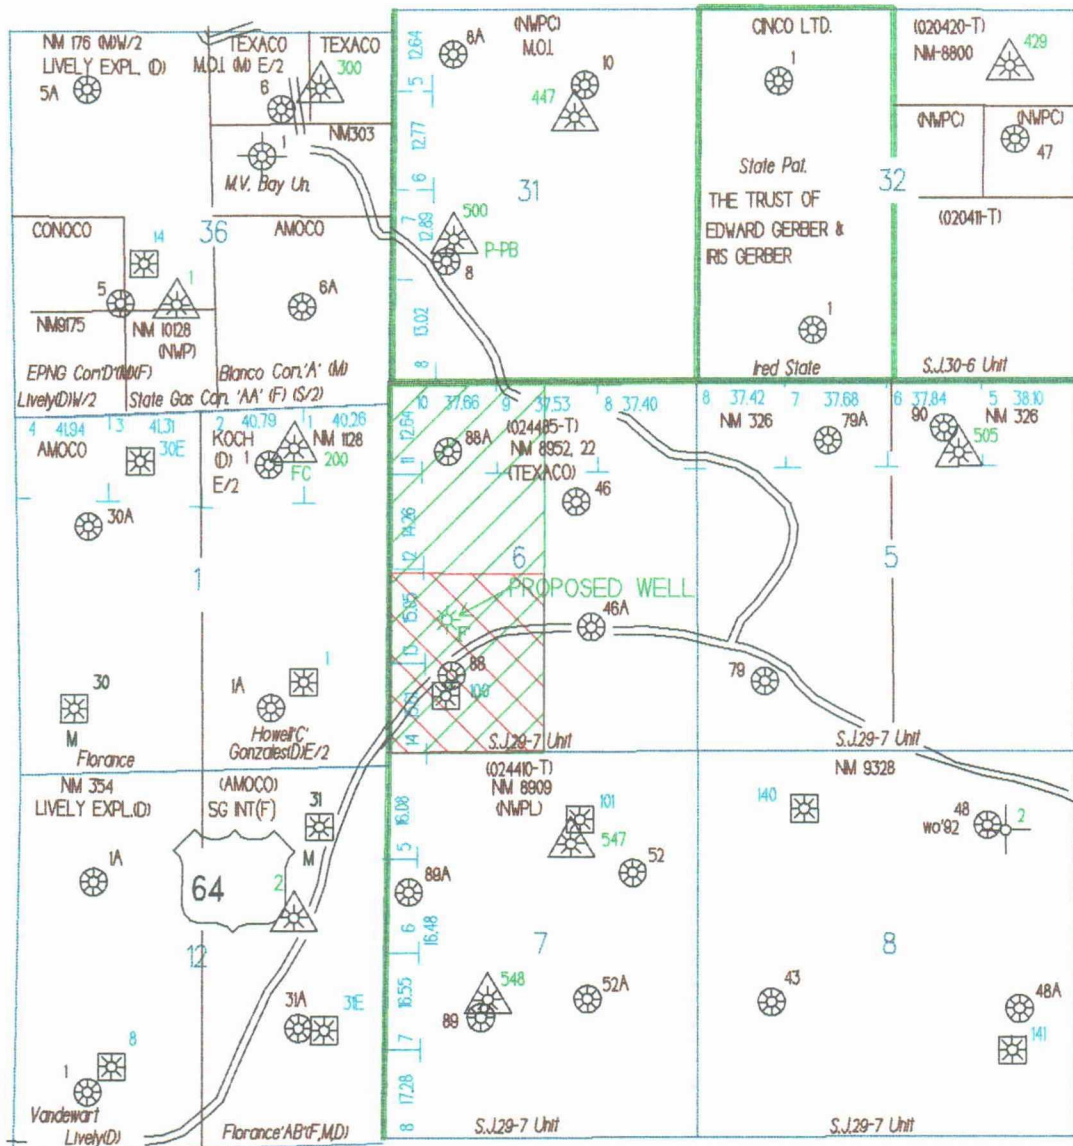 NM 176 (M)W/2
LIVELY EXPL. (D)
5A
TEXACO
M.O.I. (M) E/2
6
TEXACO
300
NM303
1
M.V. Bay Un.
CONOCO
14
36
AMOCO
5
1
6A
NM9175
NM 10128
(NWP)
EPNG Com'D'(M)(F)
Lively(D)W/2
State Gas Con. 'AA' (F) (S/2)
Blanco Con.'A' (M)
(NWPC)
M.O.I.
8A
10
447
12.64
5
12.77
6
31
7
12.89
500
P-PB
8
13.02
8
CINCO LTD.
1
State Pat.
THE TRUST OF
EDWARD GERBER &
IRIS GERBER
1
Ired State
32
(020420-T)
NM-8800
429
(NWPC)
(NWPC)
47
(020411-T)
S.J.30-6 Unit
4
41.94
3
41.31
2
40.79
1
40.26
AMOCO
30E
KOCH
(D)
E/2
1
NM 1128
FC
200
30A
1
30
M
Florance
1A
1
Howell'C'
Gonzales(D)E/2
10
37.66
9
37.53
8
37.40
12.64
(024485-T)
NM 8952, 22
(TEXACO)
88A
11
46
14.26
12
6
PROPOSED WELL
15.05
F
46A
13
88
100
14
S.J.29-7 Unit
8
37.42
7
37.68
6
37.84
5
38.10
NM 326
79A
90
NM 326
505
5
79
S.J.29-7 Unit
NM 354
LIVELY EXPL.(D)
(AMOCO)
SG INT(F)
31
M
1A
64
2
12
31A
31E
8
1
Vandewart
Lively(D)
Florance'AB'(F,M,D)
(024410-T)
NM 8909
(NWPL)
16.08
101
547
5
52
89A
6
16.48
7
16.55
548
52A
89
7
17.28
8
S.J.29-7 Unit
NM 9328
140
48
wo'92
2
8
43
48A
141
S.J.29-7 Unit